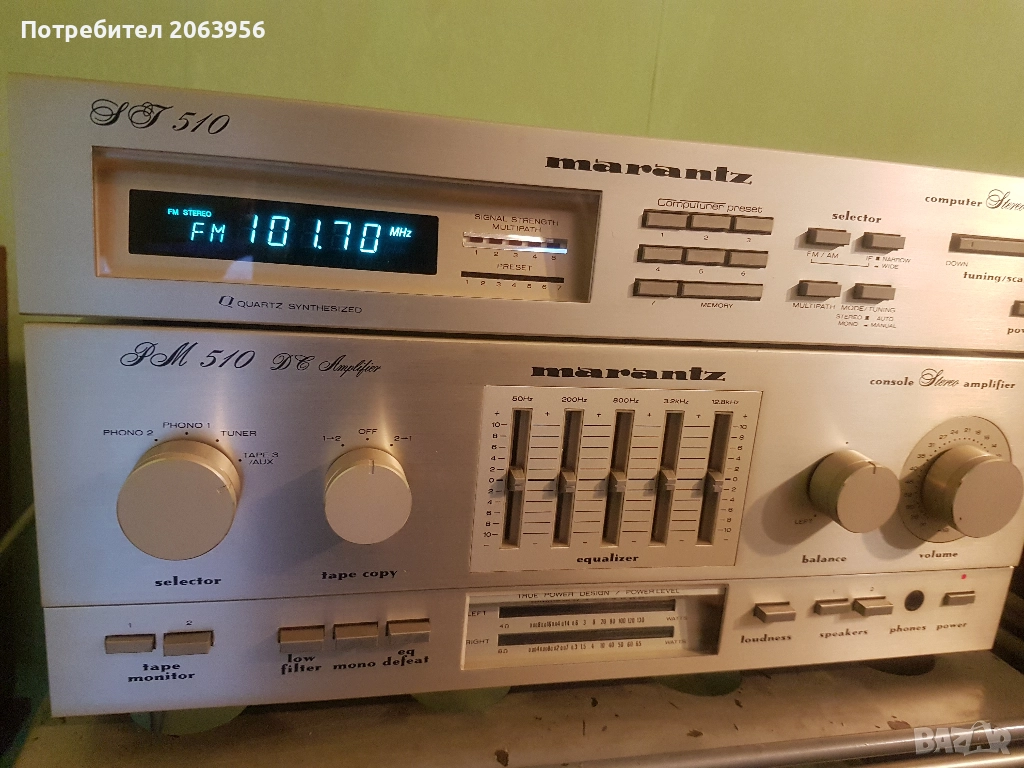 Потребител 2063956
ST 510
marantz
computer Stereo
FM STEREO
FM 101.70 MHz
SIGNAL STRENGTH
MULTIPATH
1 2 3 4 5
PRESET
1 2 3 4 5 6 7
Q QUARTZ SYNTHESIZED
Computuner preset
1 2 3
4 5 6
7 MEMORY
selector
FM / AM
IF NARROW
WIDE
MULTIPATH MODE/TUNING
STEREO AUTO
MONO MANUAL
DOWN
PM 510 DC Amplifier
marantz
console Stereo amplifier
PHONO 2 PHONO 1 TUNER
TAPE 3
/AUX
selector
1→2 OFF 2→1
tape copy
50Hz 200Hz 800Hz 3.2kHz 12.8kHz
equalizer
LEFT
balance
volume
1 2
tape
monitor
low
filter
mono
eq
defeat
TRUE POWER DESIGN / POWER LEVEL
LEFT
WATTS
RIGHT
WATTS
loudness
1 2
speakers
phones
power
BAZAR